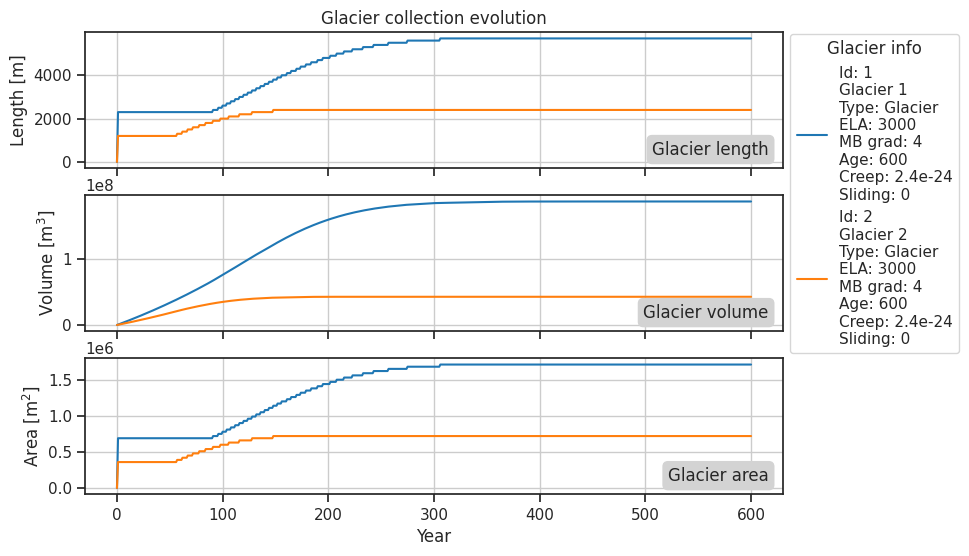 Glacier collection evolution
Length [m]
4000
2000
0
Glacier length
1e8
Volume [m³]
1
0
Glacier volume
1e6
Area [m²]
1.5
1.0
0.5
0.0
Glacier area
0 100 200 300 400 500 600
Year
Glacier info
Id: 1
Glacier 1
Type: Glacier
ELA: 3000
MB grad: 4
Age: 600
Creep: 2.4e-24
Sliding: 0
Id: 2
Glacier 2
Type: Glacier
ELA: 3000
MB grad: 4
Age: 600
Creep: 2.4e-24
Sliding: 0